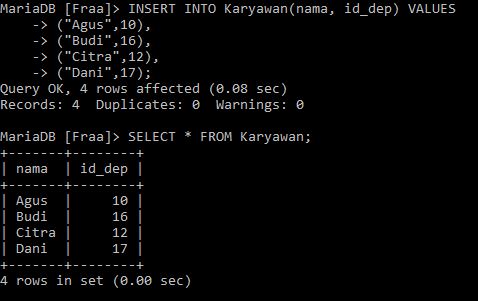 MariaDB [Fraa]> INSERT INTO Karyawan(nama, id_dep) VALUES
    -> ("Agus",10),
    -> ("Budi",16),
    -> ("Citra",12),
    -> ("Dani",17);
Query OK, 4 rows affected (0.08 sec)
Records: 4  Duplicates: 0  Warnings: 0

MariaDB [Fraa]> SELECT * FROM Karyawan;
+-------+--------+
| nama  | id_dep |
+-------+--------+
| Agus  |     10 |
| Budi  |     16 |
| Citra |     12 |
| Dani  |     17 |
+-------+--------+
4 rows in set (0.00 sec)